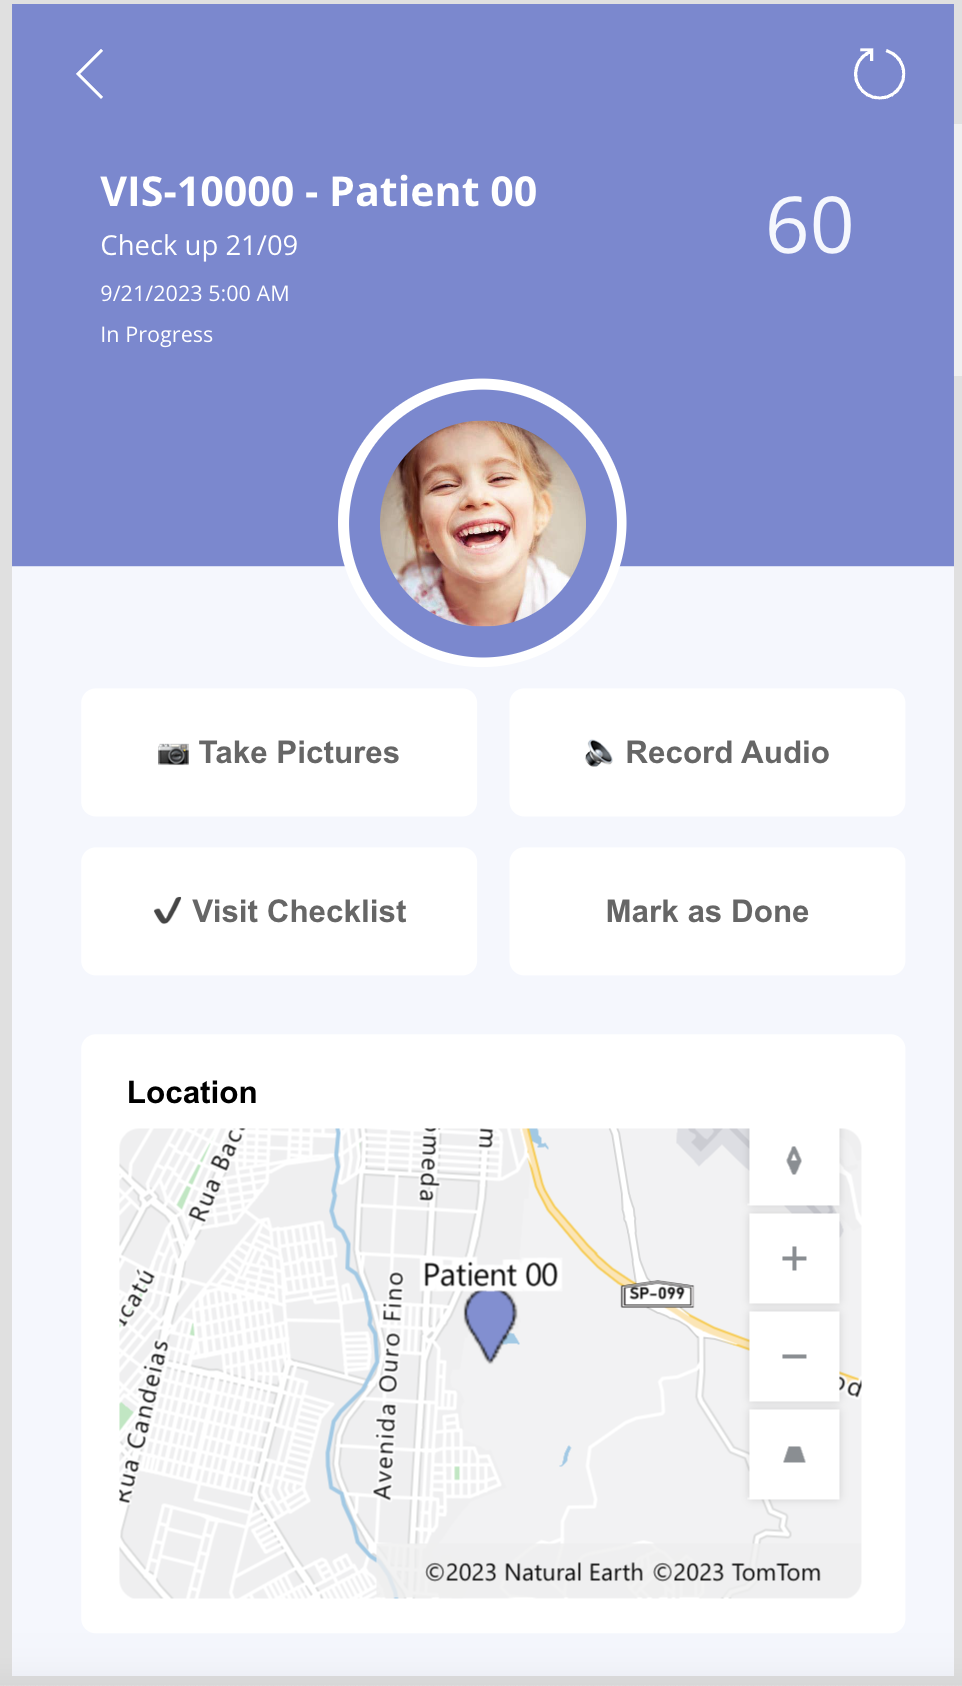 VIS-10000 - Patient 00
60
Check up 21/09
9/21/2023 5:00 AM
In Progress
Take Pictures
Record Audio
Visit Checklist
Mark as Done
Location
Rua Bac
omeda
m
icatú
Rua Candeias
Avenida Ouro Fino
Patient 00
SP-099
od
©2023 Natural Earth ©2023 TomTom